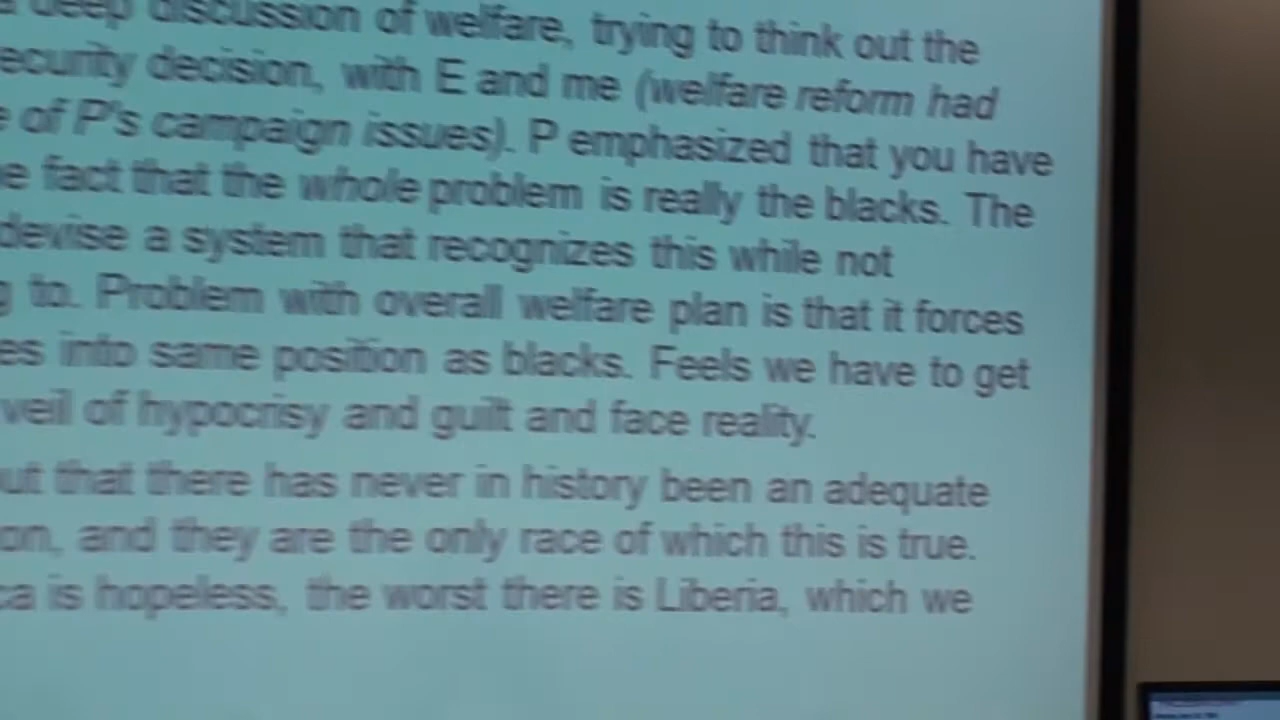 deep discussion of welfare, trying to think out the
ecurity decision, with E and me (welfare reform had
of P's campaign issues). P emphasized that you have
e fact that the whole problem is really the blacks. The
devise a system that recognizes this while not
g to. Problem with overall welfare plan is that it forces
es into same position as blacks. Feels we have to get
veil of hypocrisy and guilt and face reality.
ut that there has never in history been an adequate
on, and they are the only race of which this is true.
ca is hopeless, the worst there is Liberia, which we